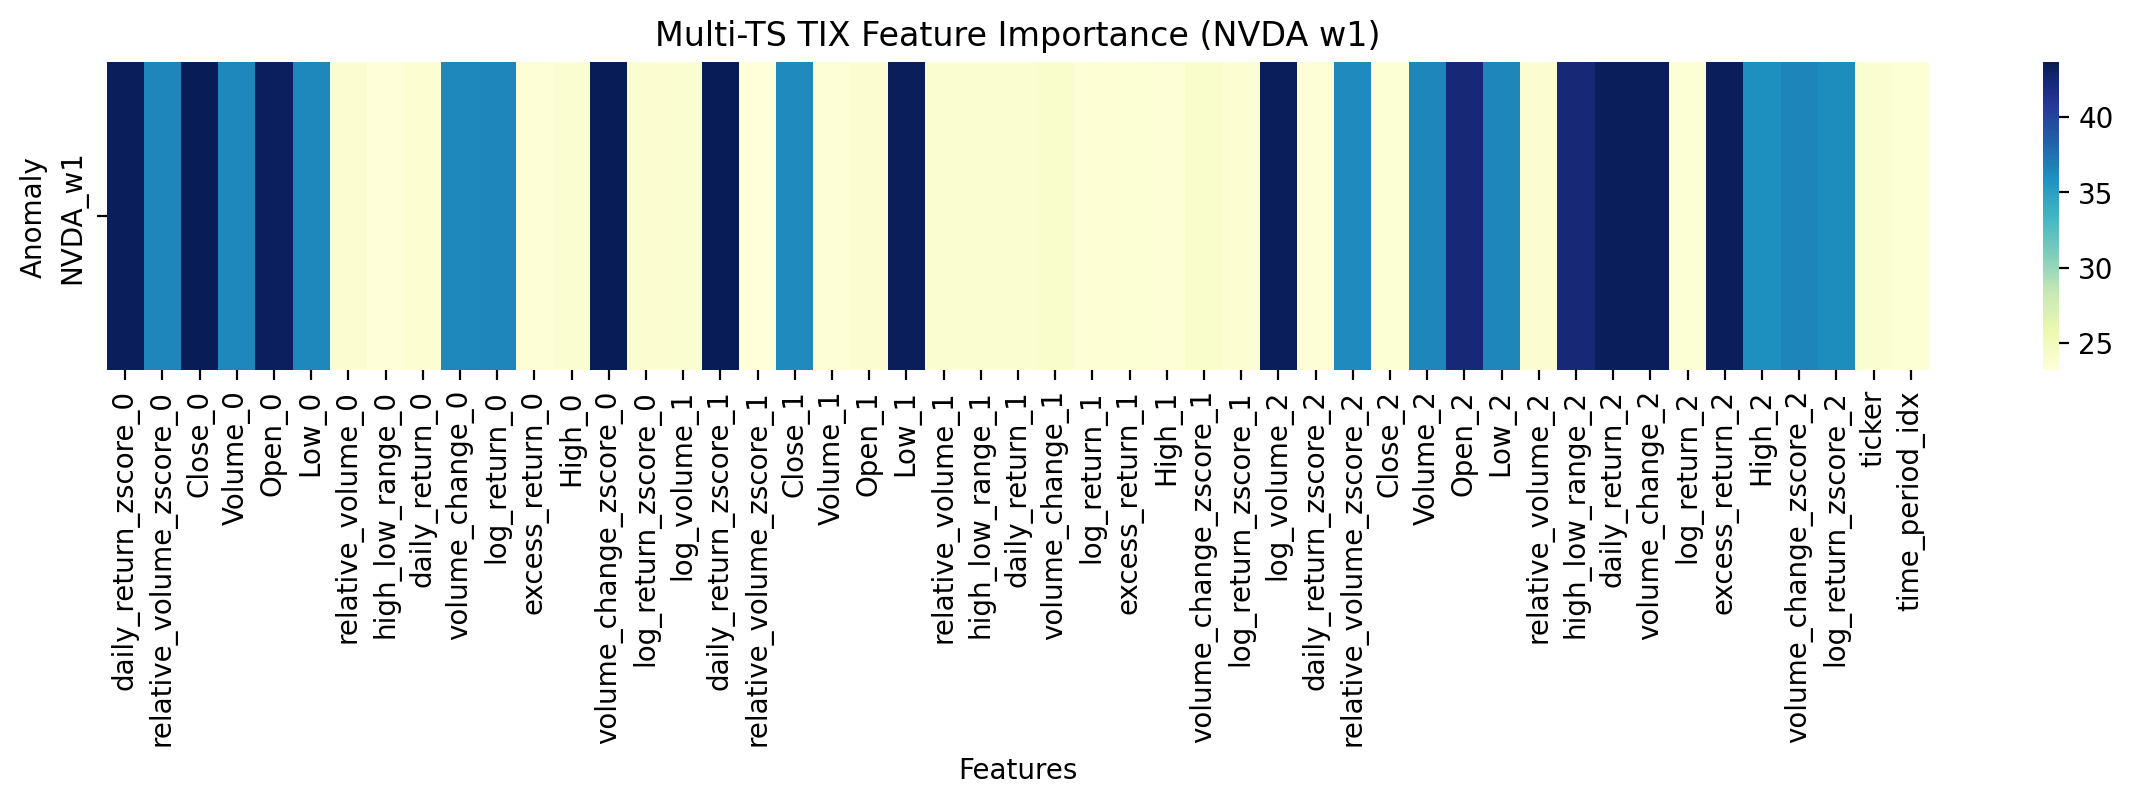 Multi-TS TIX Feature Importance (NVDA w1)
Anomaly
NVDA_w1
40
35
30
25
daily_return_zscore_0
relative_volume_zscore_0
Close_0
Volume_0
Open_0
Low_0
relative_volume_0
high_low_range_0
daily_return_0
volume_change_0
log_return_0
excess_return_0
High_0
volume_change_zscore_0
log_return_zscore_0
log_volume_1
daily_return_zscore_1
relative_volume_zscore_1
Close_1
Volume_1
Open_1
Low_1
relative_volume_1
high_low_range_1
daily_return_1
volume_change_1
log_return_1
excess_return_1
High_1
volume_change_zscore_1
log_return_zscore_1
log_volume_2
daily_return_zscore_2
relative_volume_zscore_2
Close_2
Volume_2
Open_2
Low_2
relative_volume_2
high_low_range_2
daily_return_2
volume_change_2
log_return_2
excess_return_2
High_2
volume_change_zscore_2
log_return_zscore_2
ticker
time_period_idx
Features